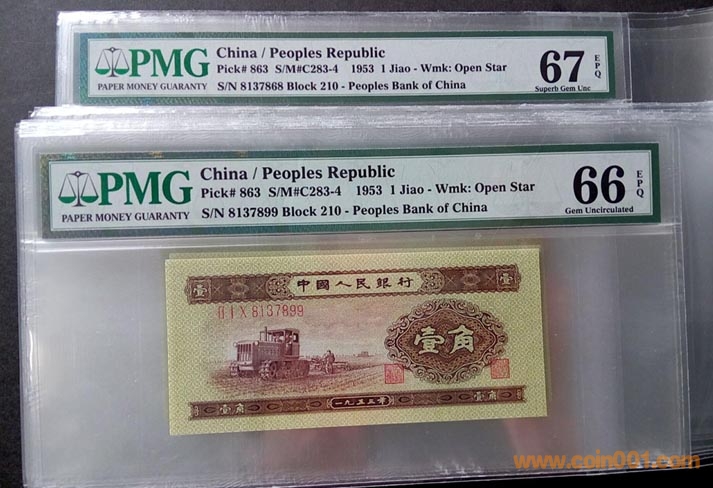 PMG
PAPER MONEY GUARANTY
China / Peoples Republic
Pick# 863 S/M#C283-4 1953 1 Jiao - Wmk: Open Star
S/N 8137868 Block 210 - Peoples Bank of China
67 EPQ
Superb Gem Unc
PMG
PAPER MONEY GUARANTY
China / Peoples Republic
Pick# 863 S/M#C283-4 1953 1 Jiao - Wmk: Open Star
S/N 8137899 Block 210 - Peoples Bank of China
66 EPQ
Gem Uncirculated
壹 中國人民銀行 壹
X 8137899
壹角
壹角 一九五三年 壹角
www.coin001.com